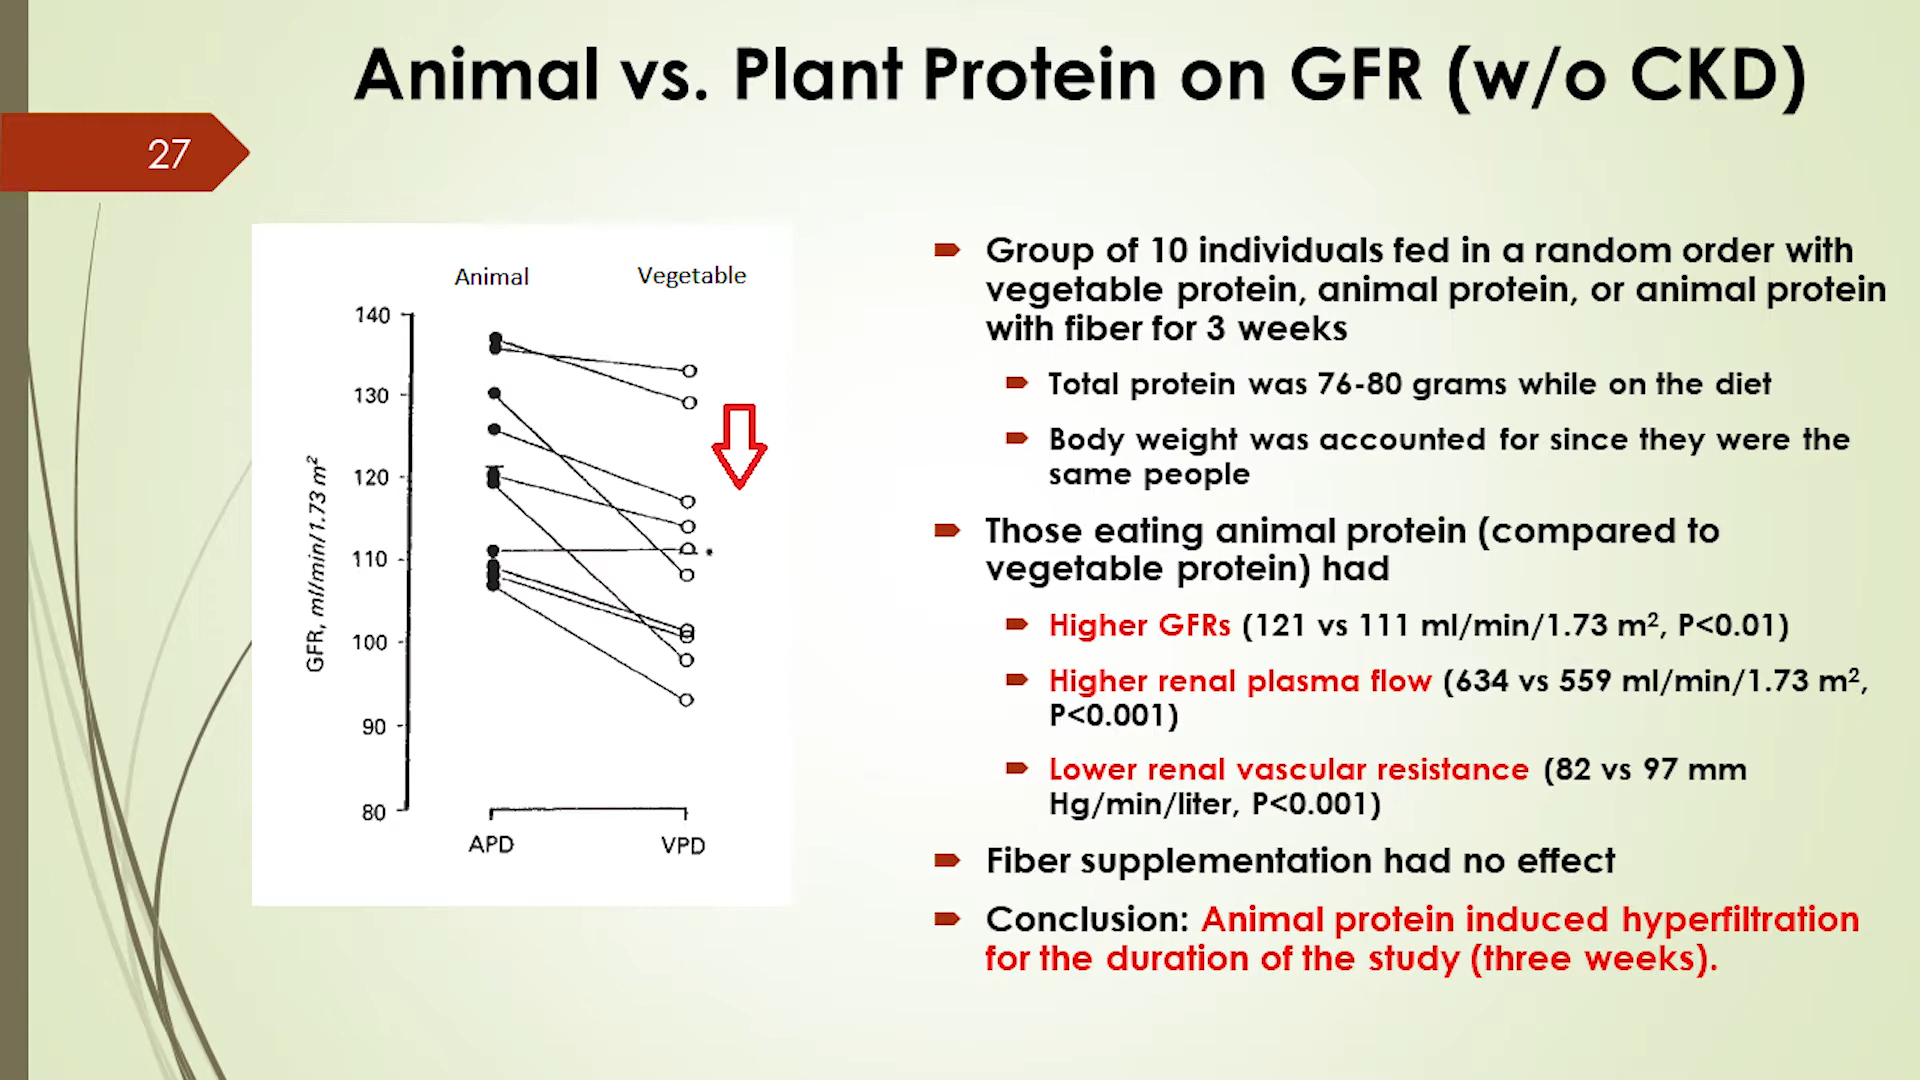 Animal vs. Plant Protein on GFR (w/o CKD)
27
Animal Vegetable
140
130
120
110
100
90
80
GFR, ml/min/1.73 m²
APD VPD
Group of 10 individuals fed in a random order with
vegetable protein, animal protein, or animal protein
with fiber for 3 weeks
Total protein was 76-80 grams while on the diet
Body weight was accounted for since they were the
same people
Those eating animal protein (compared to
vegetable protein) had
Higher GFRs (121 vs 111 ml/min/1.73 m², P<0.01)
Higher renal plasma flow (634 vs 559 ml/min/1.73 m²,
P<0.001)
Lower renal vascular resistance (82 vs 97 mm
Hg/min/liter, P<0.001)
Fiber supplementation had no effect
Conclusion: Animal protein induced hyperfiltration
for the duration of the study (three weeks).